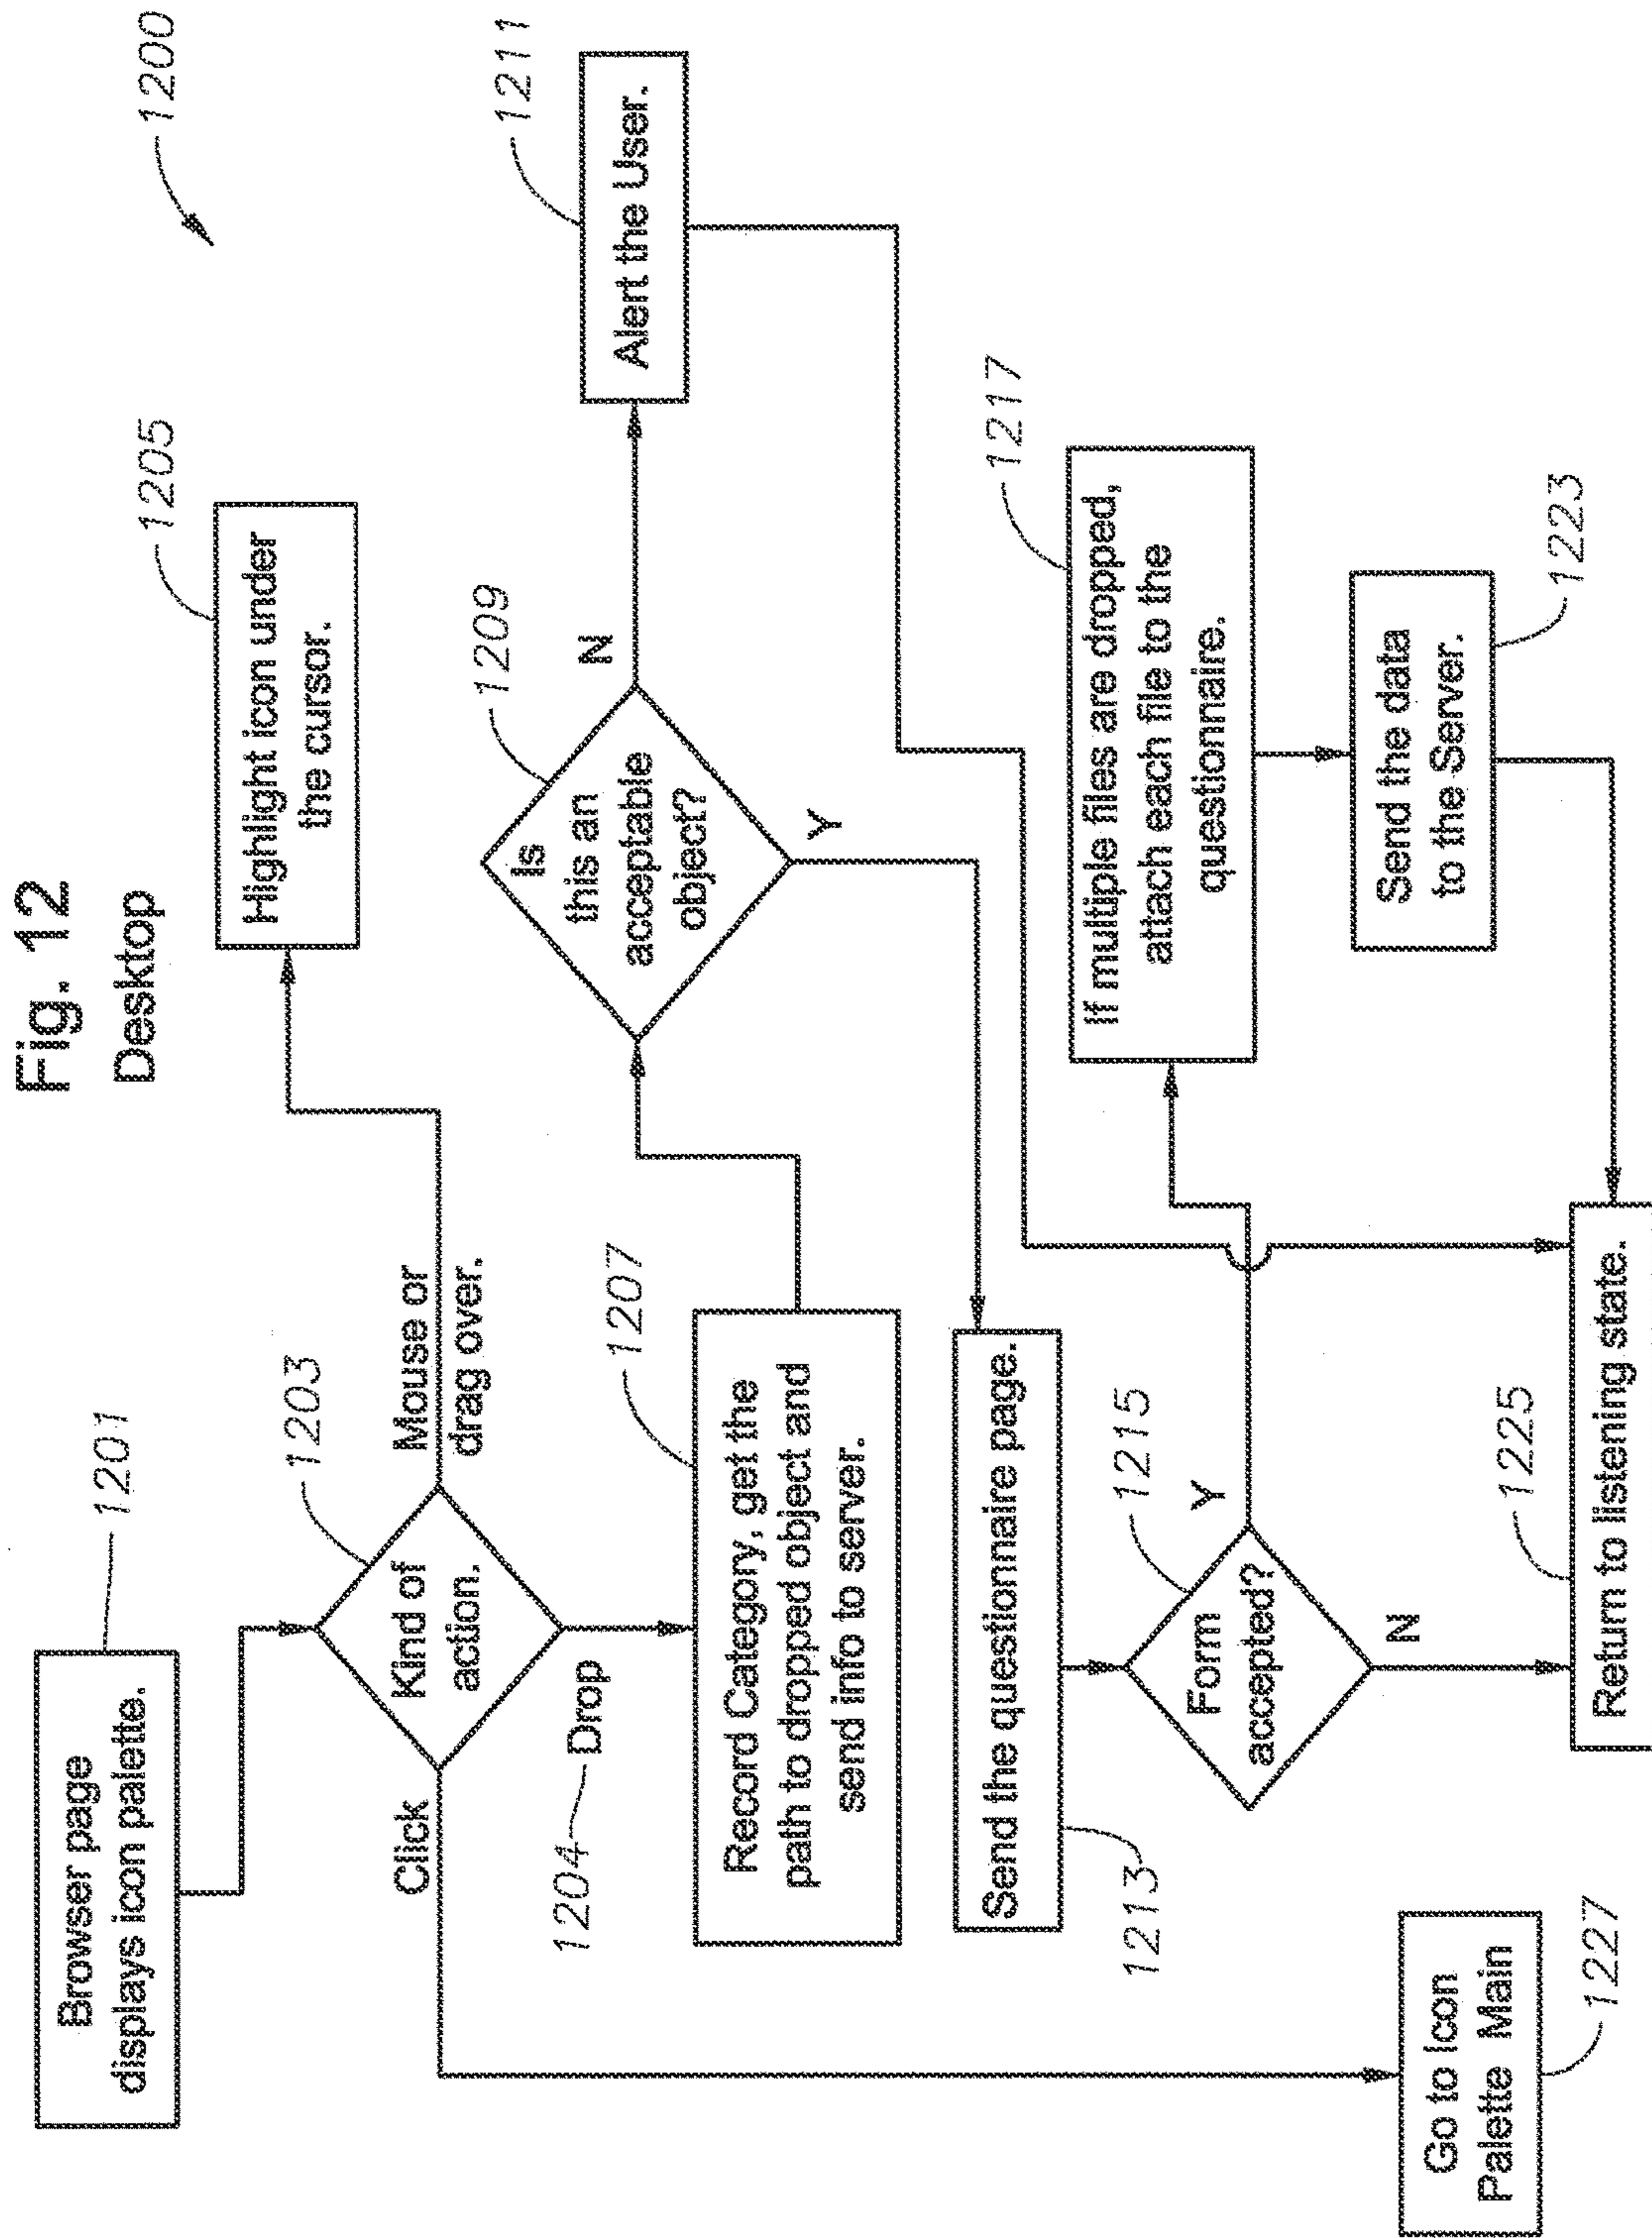 Fig. 12
Desktop
1200
Browser page
displays icon palette.
1201
Kind of
action.
1203
Click
Mouse or
drag over.
1204
Drop
Highlight icon under
the cursor.
1205
Record Category, get the
path to dropped object and
send info to server.
1207
Is
this an
acceptable
object?
1209
N
Y
Alert the User.
1211
Send the questionnaire page.
1213
Form
accepted?
1215
Y
N
If multiple files are dropped,
attach each file to the
questionnaire.
1217
Send the data
to the Server.
1223
Return to listening state.
1225
Go to Icon
Palette Main
1227